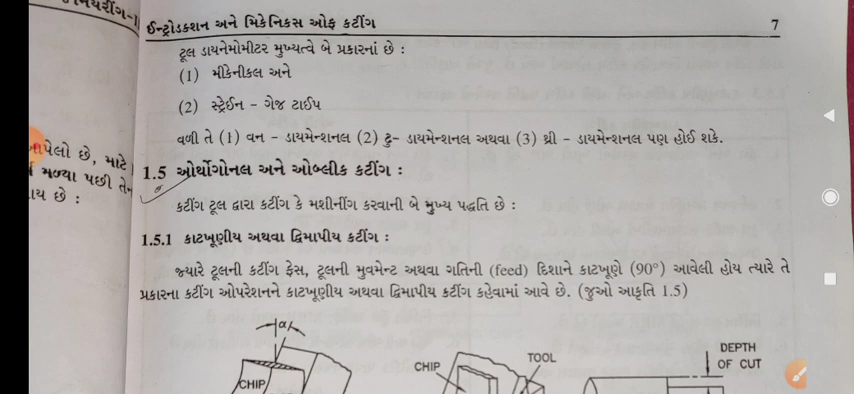 ઈન્ટ્રોડક્શન અને મિકેનિકસ ઓફ કટીંગ 7
ટૂલ ડાયનેમોમીટર મુખ્યત્વે બે પ્રકારનાં છે :
(1) મીકેનીકલ અને
(2) સ્ટ્રેઈન - ગેજ ટાઈપ
વળી તે (1) વન - ડાયમેન્શનલ (2) ટુ- ડાયમેન્શનલ અથવા (3) થ્રી - ડાયમેન્શનલ પણ હોઈ શકે.
પેલો છે, માટે
મળ્યા પછી તેન
ાય છે :
1.5 ઓર્થોગોનલ અને ઓબ્લીક કટીંગ :
કટીંગ ટૂલ દ્વારા કટીંગ કે મશીનીંગ કરવાની બે મુખ્ય પદ્ધતિ છે :
1.5.1 કાટખૂણીય અથવા દ્વિમાપીય કટીંગ :
જ્યારે ટૂલની કટીંગ ફેસ, ટૂલની મુવમેન્ટ અથવા ગતિની (feed) દિશાને કાટખૂણે (90°) આવેલી હોય ત્યારે તે
પ્રકારના કટીંગ ઓપરેશનને કાટખૂણીય અથવા દ્વિમાપીય કટીંગ કહેવામાં આવે છે. (જુઓ આકૃતિ 1.5)
α
CHIP
CHIP
TOOL
DEPTH
OF CUT